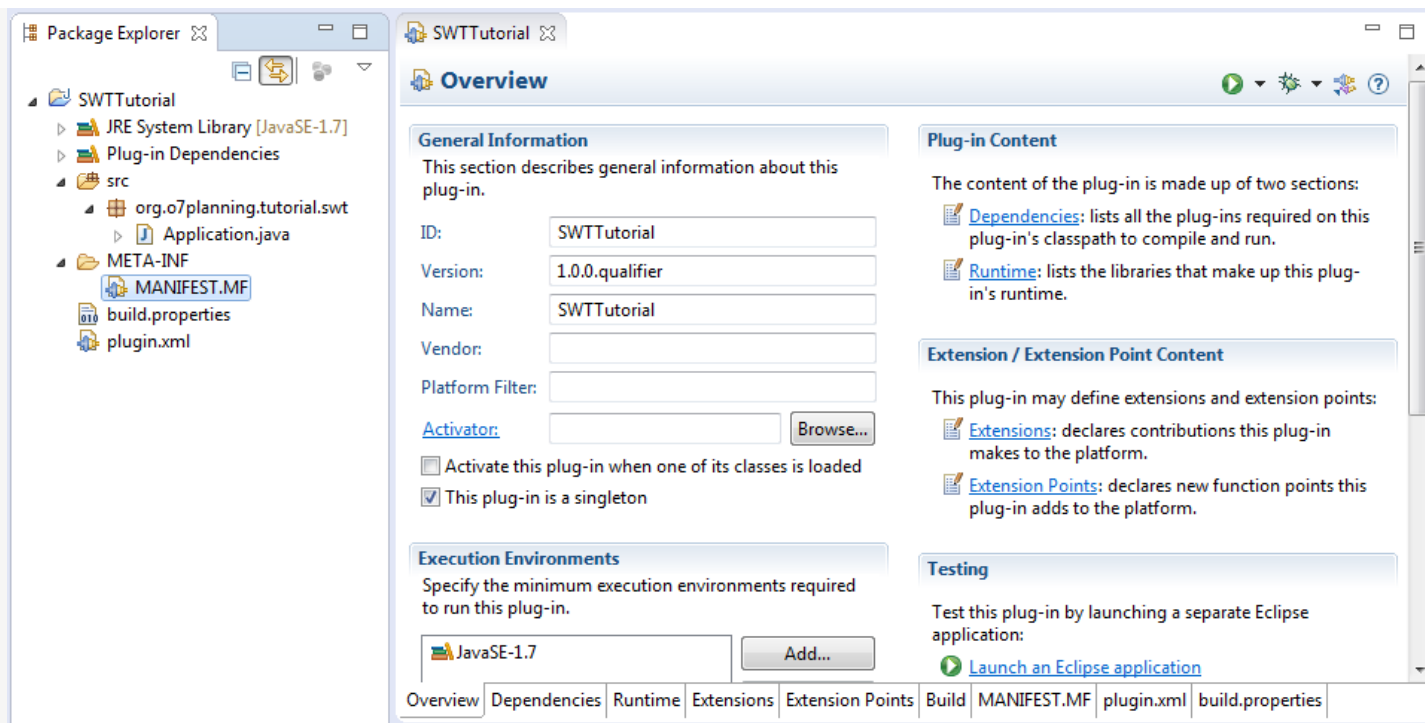 Package Explorer
SWTTutorial
JRE System Library [JavaSE-1.7]
Plug-in Dependencies
src
org.o7planning.tutorial.swt
Application.java
META-INF
MANIFEST.MF
build.properties
plugin.xml
SWTTutorial
Overview
General Information
This section describes general information about this
plug-in.
ID: SWTTutorial
Version: 1.0.0.qualifier
Name: SWTTutorial
Vendor:
Platform Filter:
Activator: Browse...
Activate this plug-in when one of its classes is loaded
This plug-in is a singleton
Execution Environments
Specify the minimum execution environments required
to run this plug-in.
JavaSE-1.7
Add...
Plug-in Content
The content of the plug-in is made up of two sections:
Dependencies: lists all the plug-ins required on this
plug-in's classpath to compile and run.
Runtime: lists the libraries that make up this plug-
in's runtime.
Extension / Extension Point Content
This plug-in may define extensions and extension points:
Extensions: declares contributions this plug-in
makes to the platform.
Extension Points: declares new function points this
plug-in adds to the platform.
Testing
Test this plug-in by launching a separate Eclipse
application:
Launch an Eclipse application
Overview Dependencies Runtime Extensions Extension Points Build MANIFEST.MF plugin.xml build.properties